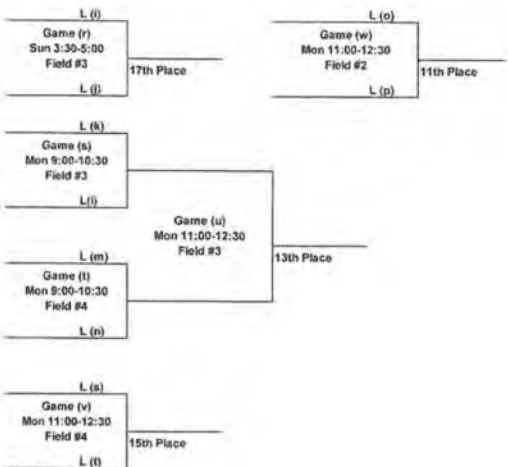 L (i)
Game (r)
Sun 3:30-5:00
Field #3
17th Place
L (j)
L (o)
Game (w)
Mon 11:00-12:30
Field #2
11th Place
L (p)
L (k)
Game (s)
Mon 9:00-10:30
Field #3
L(l)
Game (u)
Mon 11:00-12:30
Field #3
13th Place
L (m)
Game (t)
Mon 9:00-10:30
Field #4
L (n)
L (s)
Game (v)
Mon 11:00-12:30
Field #4
15th Place
L (t)